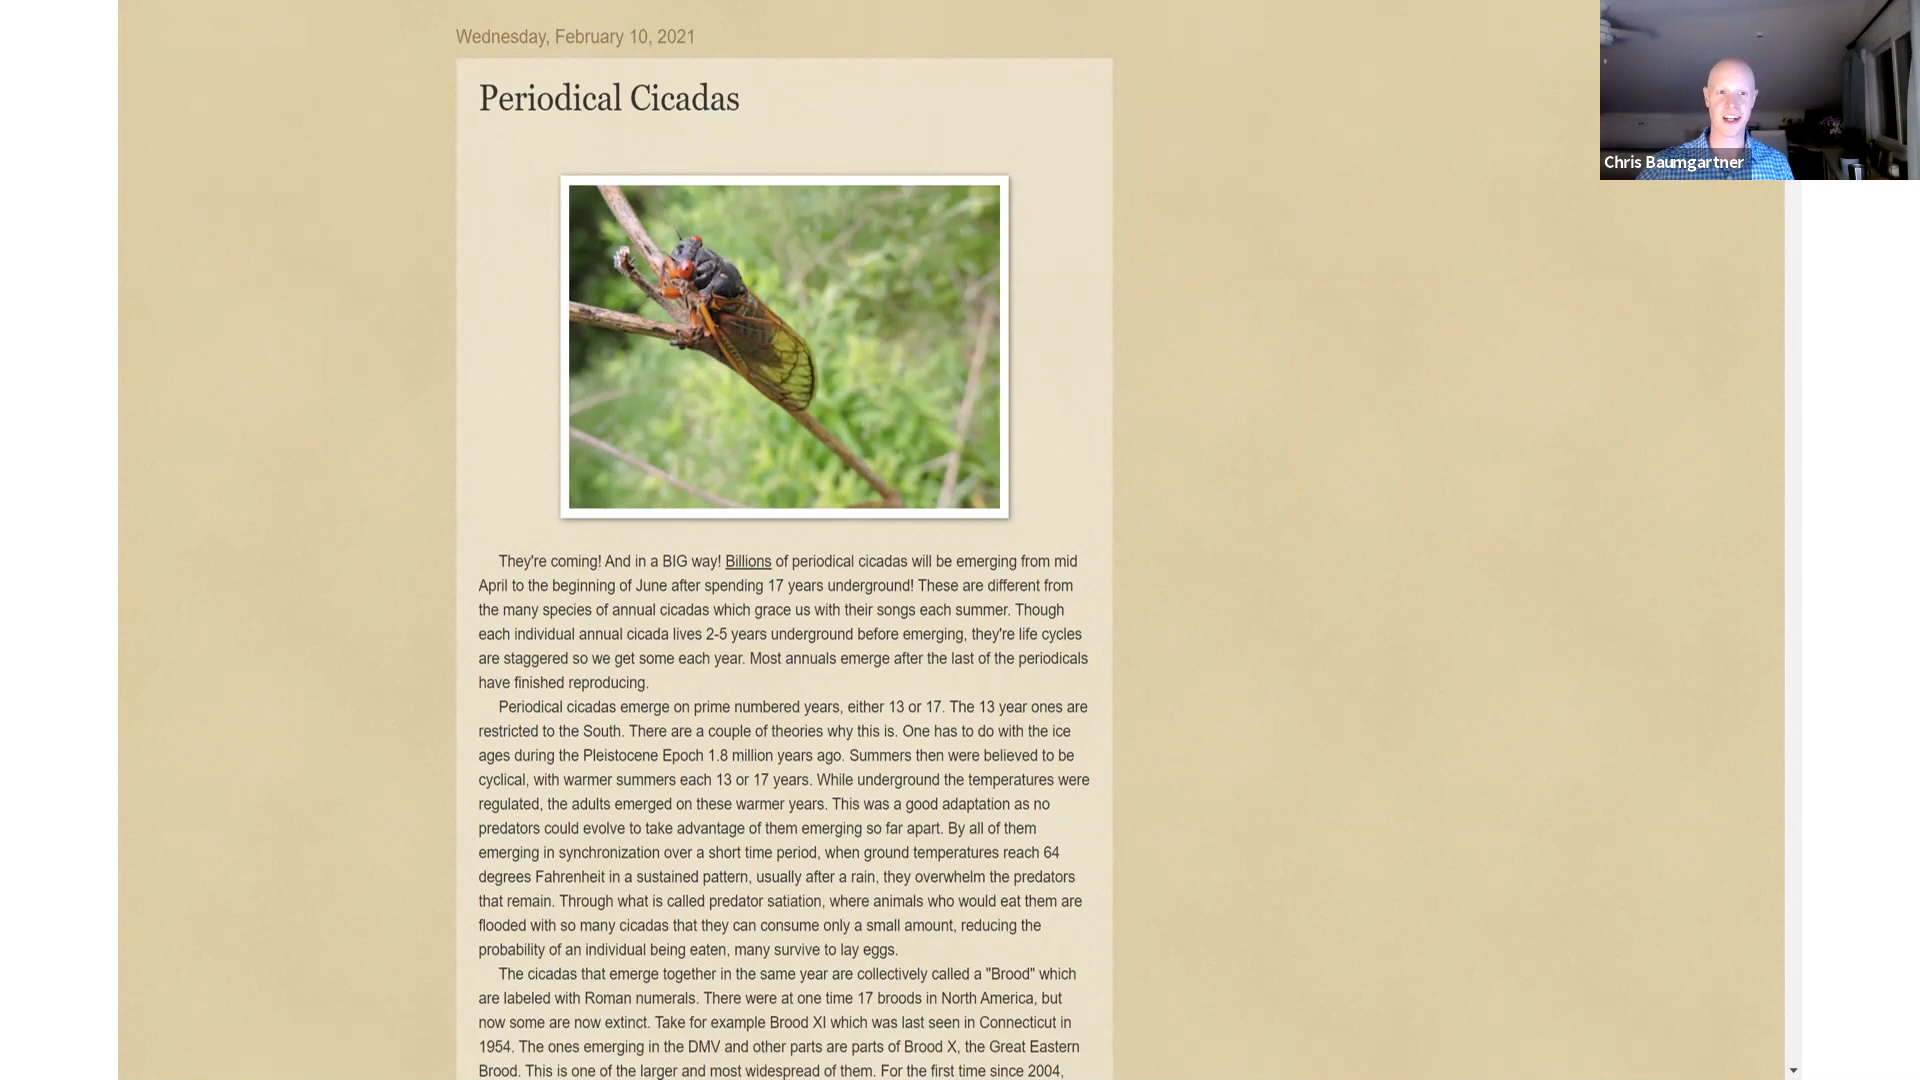 Wednesday, February 10, 2021
Periodical Cicadas
Chris Baumgartner
They're coming! And in a BIG way! Billions of periodical cicadas will be emerging from mid
April to the beginning of June after spending 17 years underground! These are different from
the many species of annual cicadas which grace us with their songs each summer. Though
each individual annual cicada lives 2-5 years underground before emerging, they're life cycles
are staggered so we get some each year. Most annuals emerge after the last of the periodicals
have finished reproducing.
Periodical cicadas emerge on prime numbered years, either 13 or 17. The 13 year ones are
restricted to the South. There are a couple of theories why this is. One has to do with the ice
ages during the Pleistocene Epoch 1.8 million years ago. Summers then were believed to be
cyclical, with warmer summers each 13 or 17 years. While underground the temperatures were
regulated, the adults emerged on these warmer years. This was a good adaptation as no
predators could evolve to take advantage of them emerging so far apart. By all of them
emerging in synchronization over a short time period, when ground temperatures reach 64
degrees Fahrenheit in a sustained pattern, usually after a rain, they overwhelm the predators
that remain. Through what is called predator satiation, where animals who would eat them are
flooded with so many cicadas that they can consume only a small amount, reducing the
probability of an individual being eaten, many survive to lay eggs.
The cicadas that emerge together in the same year are collectively called a "Brood" which
are labeled with Roman numerals. There were at one time 17 broods in North America, but
now some are now extinct. Take for example Brood XI which was last seen in Connecticut in
1954. The ones emerging in the DMV and other parts are parts of Brood X, the Great Eastern
Brood. This is one of the larger and most widespread of them. For the first time since 2004,